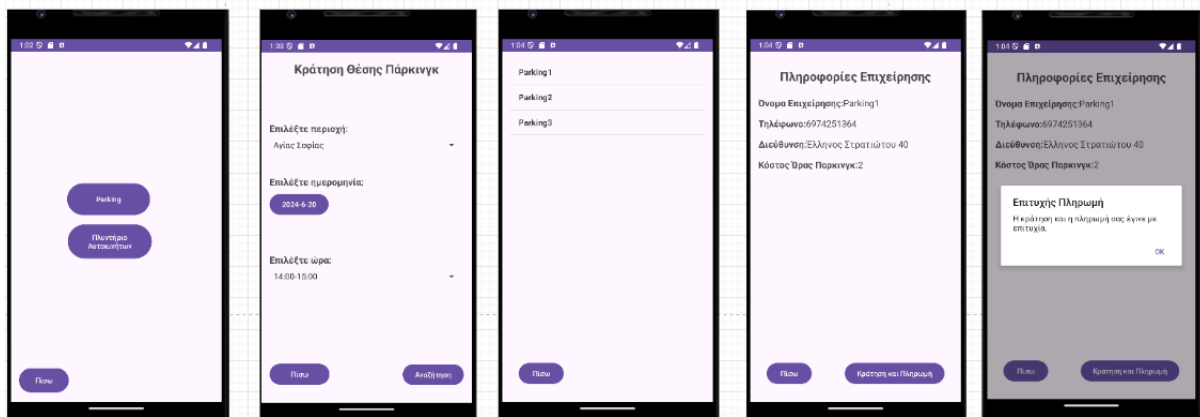 1:02
Parking
Πλυντήριο
Αυτοκινήτων
Πίσω
1:03
Κράτηση Θέσης Πάρκινγκ
Επιλέξτε περιοχή:
Αγίας Σοφίας
Επιλέξτε ημερομηνία:
2024-6-20
Επιλέξτε ώρα:
14:00-15:00
Πίσω
Αναζήτηση
1:04
Parking1
Parking2
Parking3
Πίσω
1:04
Πληροφορίες Επιχείρησης
Όνομα Επιχείρησης:Parking1
Τηλέφωνο:6974251364
Διεύθυνση:Έλληνος Στρατιώτου 40
Κόστος Ώρας Παρκινγκ:2
Πίσω
Κράτηση και Πληρωμή
1:04
Πληροφορίες Επιχείρησης
Όνομα Επιχείρησης:Parking1
Τηλέφωνο:6974251364
Διεύθυνση:Έλληνος Στρατιώτου 40
Κόστος Ώρας Παρκινγκ:2
Επιτυχής Πληρωμή
Η κράτηση και η πληρωμή σας έγινε με
επιτυχία.
OK
Πίσω
Κράτηση και Πληρωμή